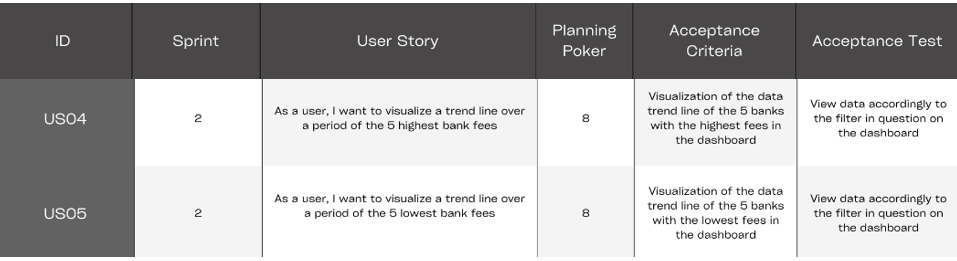 ID
Sprint
User Story
Planning
Poker
Acceptance
Criteria
Acceptance Test
US04
2
As a user, I want to visualize a trend line over
a period of the 5 highest bank fees
8
Visualization of the data
trend line of the 5 banks
with the highest fees in
the dashboard
View data accordingly to
the filter in question on
the dashboard
US05
2
As a user, I want to visualize a trend line over
a period of the 5 lowest bank fees
8
Visualization of the data
trend line of the 5 banks
with the lowest fees in
the dashboard
View data accordingly to
the filter in question on
the dashboard